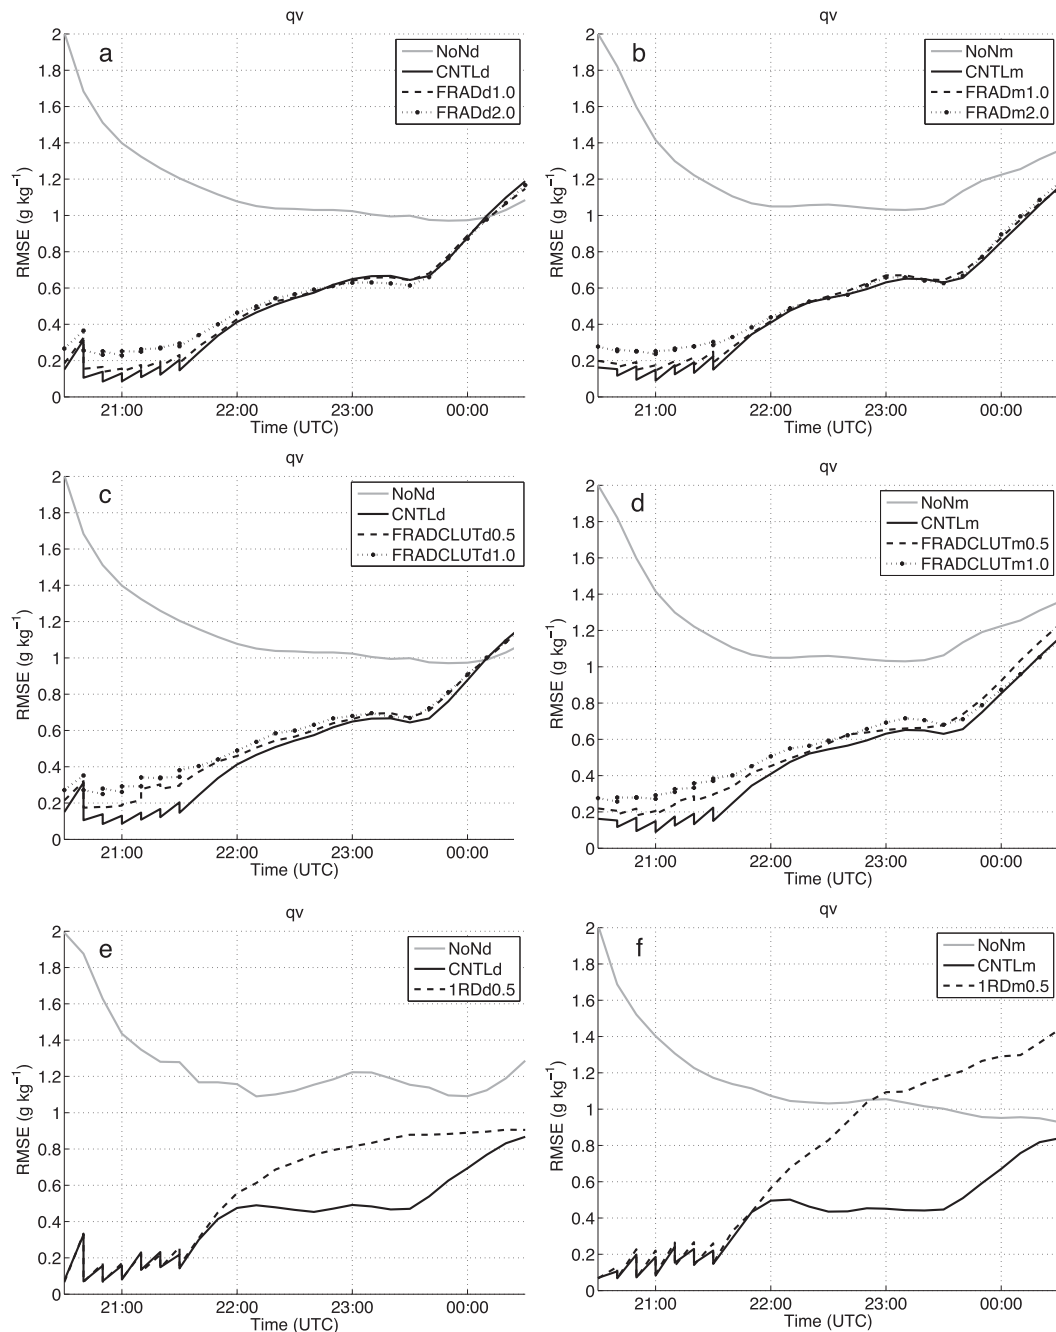 qv
a
NoNd
CNTLd
FRADd1.0
FRADd2.0
2
1.8
1.6
1.4
1.2
1
0.8
0.6
0.4
0.2
0
RMSE (g kg⁻¹)
21:00 22:00 23:00 00:00
Time (UTC)
qv
b
NoNm
CNTLm
FRADm1.0
FRADm2.0
2
1.8
1.6
1.4
1.2
1
0.8
0.6
0.4
0.2
0
RMSE (g kg⁻¹)
21:00 22:00 23:00 00:00
Time (UTC)
qv
c
NoNd
CNTLd
FRADCLUTd0.5
FRADCLUTd1.0
2
1.8
1.6
1.4
1.2
1
0.8
0.6
0.4
0.2
0
RMSE (g kg⁻¹)
21:00 22:00 23:00 00:00
Time (UTC)
qv
d
NoNm
CNTLm
FRADCLUTm0.5
FRADCLUTm1.0
2
1.8
1.6
1.4
1.2
1
0.8
0.6
0.4
0.2
0
RMSE (g kg⁻¹)
21:00 22:00 23:00 00:00
Time (UTC)
qv
e
NoNd
CNTLd
1RDd0.5
2
1.8
1.6
1.4
1.2
1
0.8
0.6
0.4
0.2
0
RMSE (g kg⁻¹)
21:00 22:00 23:00 00:00
Time (UTC)
qv
f
NoNm
CNTLm
1RDm0.5
2
1.8
1.6
1.4
1.2
1
0.8
0.6
0.4
0.2
0
RMSE (g kg⁻¹)
21:00 22:00 23:00 00:00
Time (UTC)